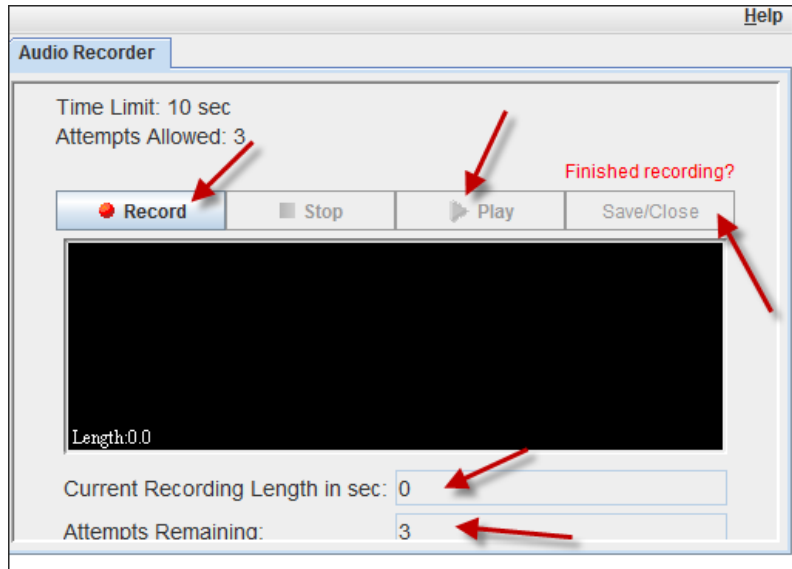 Help
Audio Recorder
Time Limit: 10 sec
Attempts Allowed: 3
Finished recording?
Record Stop Play Save/Close
Length:0.0
Current Recording Length in sec: 0
Attempts Remaining: 3